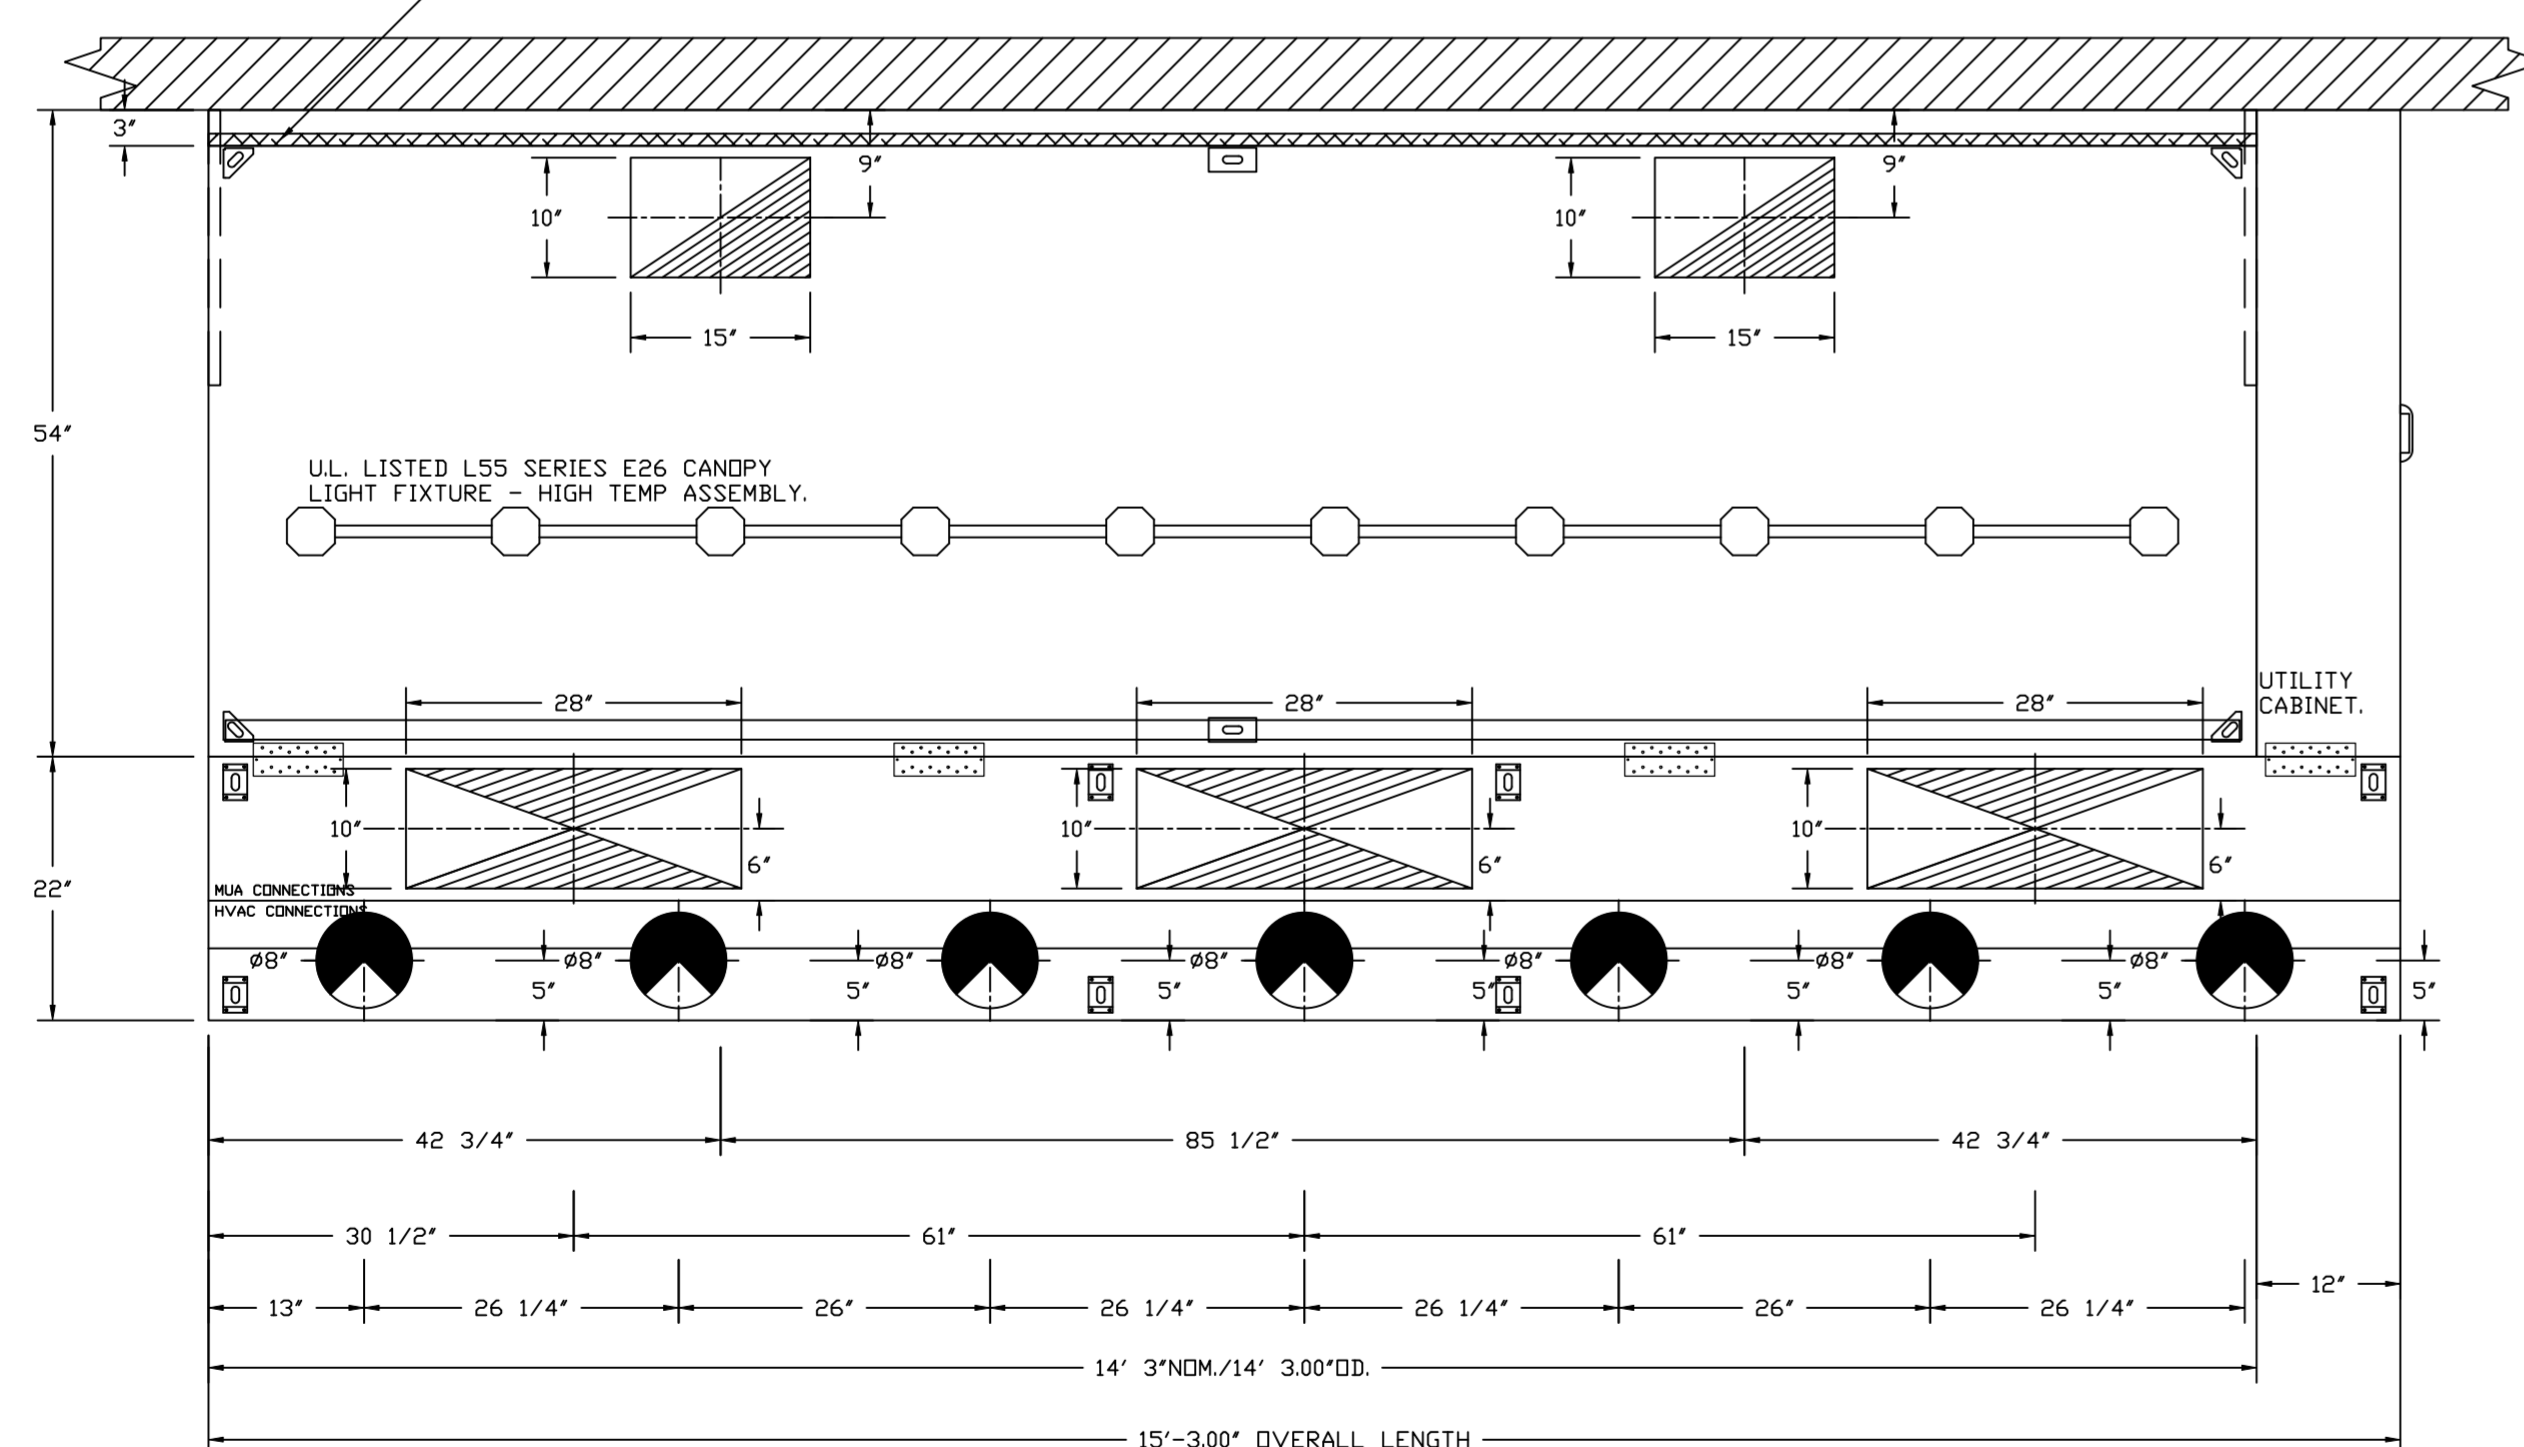 3″
9″
9″
10″
10″
15″
15″
54″
U.L. LISTED L55 SERIES E26 CANOPY
LIGHT FIXTURE - HIGH TEMP ASSEMBLY.
UTILITY
CABINET.
28″
28″
28″
10″
10″
10″
6″
6″
6″
22″
MUA CONNECTIONS
HVAC CONNECTIONS
ø8″
ø8″
ø8″
ø8″
ø8″
ø8″
ø8″
5″
5″
5″
5″
5″
5″
5″
42 3/4″
85 1/2″
42 3/4″
30 1/2″
61″
61″
12″
13″
26 1/4″
26″
26 1/4″
26 1/4″
26″
26 1/4″
14′ 3″NOM./14′ 3.00″OD.
15′-3.00″ OVERALL LENGTH